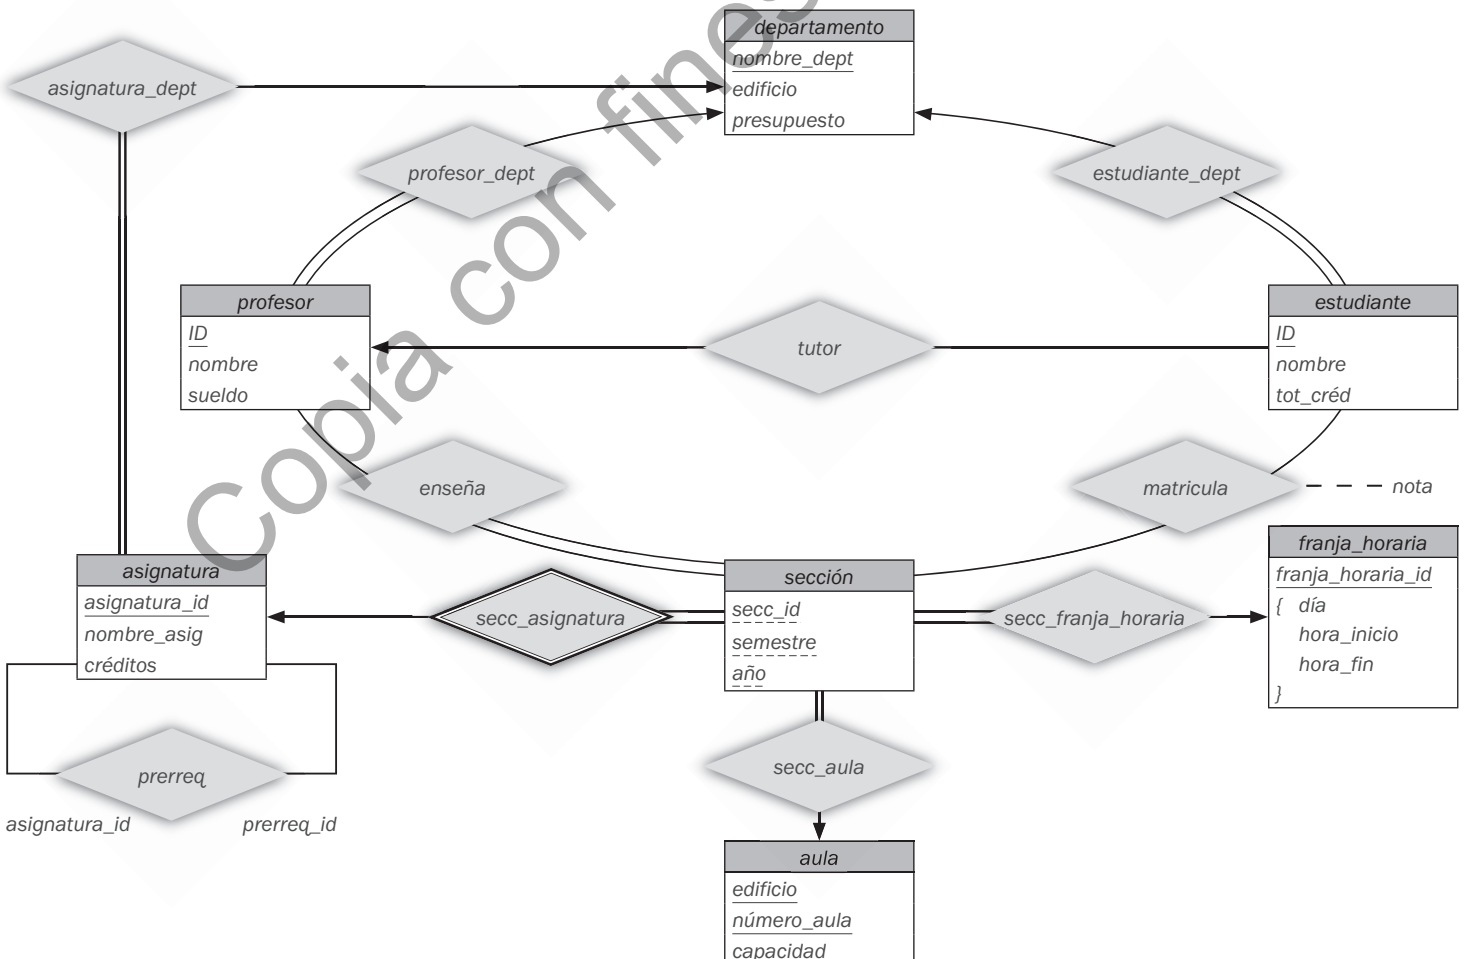 departamento
nombre_dept
edificio
presupuesto
asignatura_dept
profesor_dept
estudiante_dept
profesor
ID
nombre
sueldo
tutor
estudiante
ID
nombre
tot_créd
enseña
matricula
nota
asignatura
asignatura_id
nombre_asig
créditos
secc_asignatura
sección
secc_id
semestre
año
secc_franja_horaria
franja_horaria
franja_horaria_id
{ día
hora_inicio
hora_fin
}
prerreq
asignatura_id
prerreq_id
secc_aula
aula
edificio
número_aula
capacidad
Copia con fines